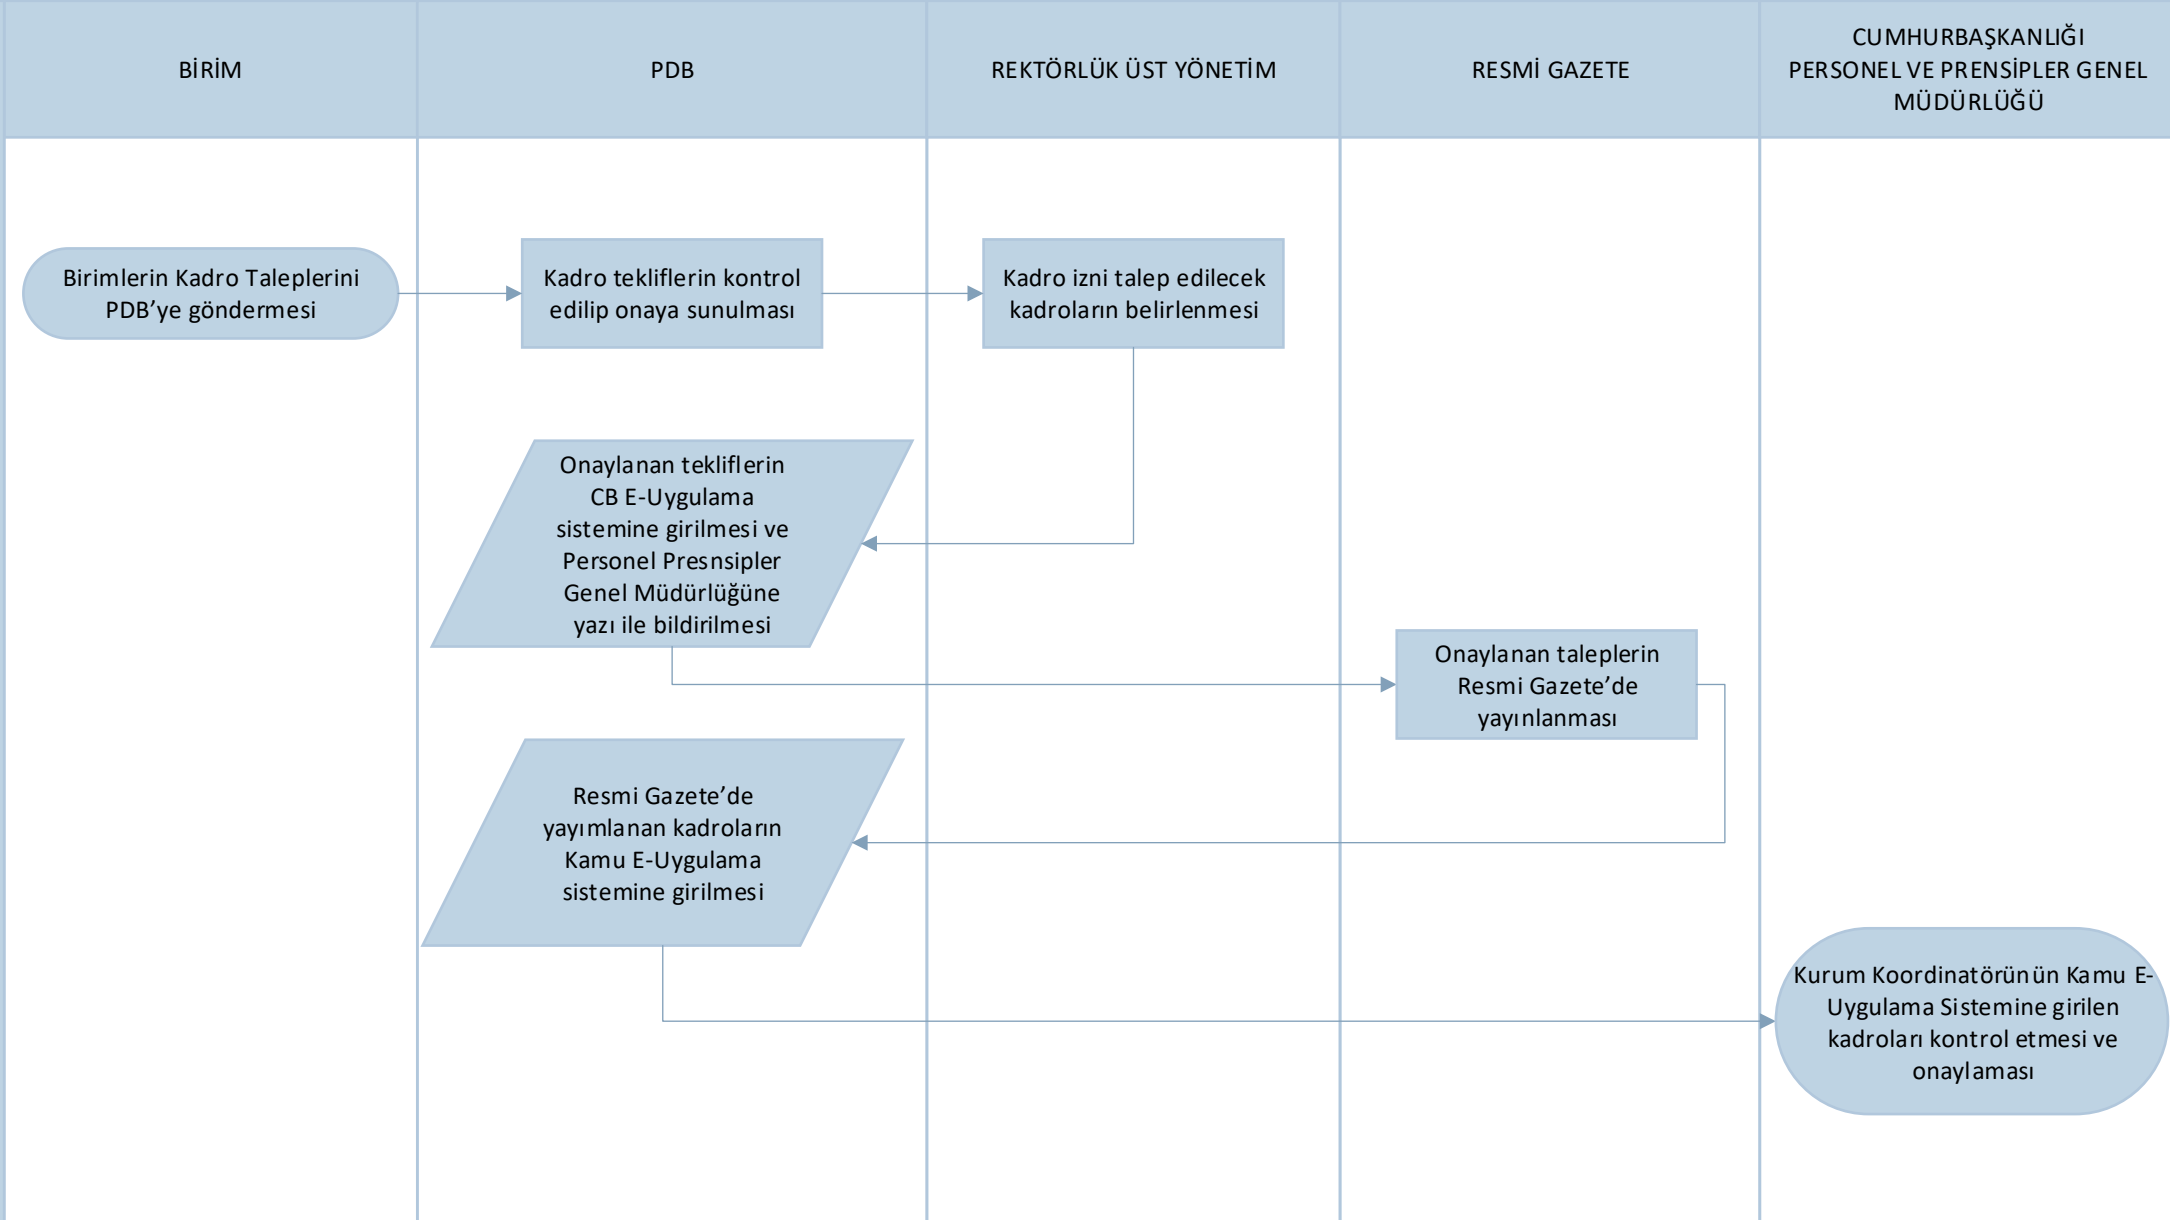 BİRİM
PDB
REKTÖRLÜK ÜST YÖNETİM
RESMİ GAZETE
CUMHURBAŞKANLIĞI
PERSONEL VE PRENSİPLER GENEL
MÜDÜRLÜĞÜ
Birimlerin Kadro Taleplerini
PDB’ye göndermesi
Kadro tekliflerin kontrol
edilip onaya sunulması
Kadro izni talep edilecek
kadroların belirlenmesi
Onaylanan tekliflerin
CB E-Uygulama
sistemine girilmesi ve
Personel Presnsipler
Genel Müdürlüğüne
yazı ile bildirilmesi
Onaylanan taleplerin
Resmi Gazete’de
yayınlanması
Resmi Gazete’de
yayımlanan kadroların
Kamu E-Uygulama
sistemine girilmesi
Kurum Koordinatörünün Kamu E-
Uygulama Sistemine girilen
kadroları kontrol etmesi ve
onaylaması